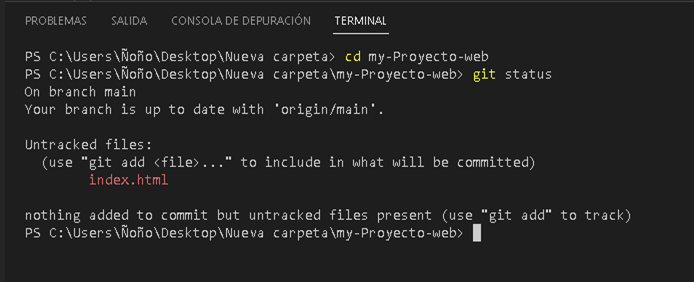 PROBLEMAS SALIDA CONSOLA DE DEPURACIÓN TERMINAL
PS C:\Users\Ñoño\Desktop\Nueva carpeta> cd my-Proyecto-web
PS C:\Users\Ñoño\Desktop\Nueva carpeta\my-Proyecto-web> git status
On branch main
Your branch is up to date with 'origin/main'.
Untracked files:
(use "git add <file>..." to include in what will be committed)
index.html
nothing added to commit but untracked files present (use "git add" to track)
PS C:\Users\Ñoño\Desktop\Nueva carpeta\my-Proyecto-web>